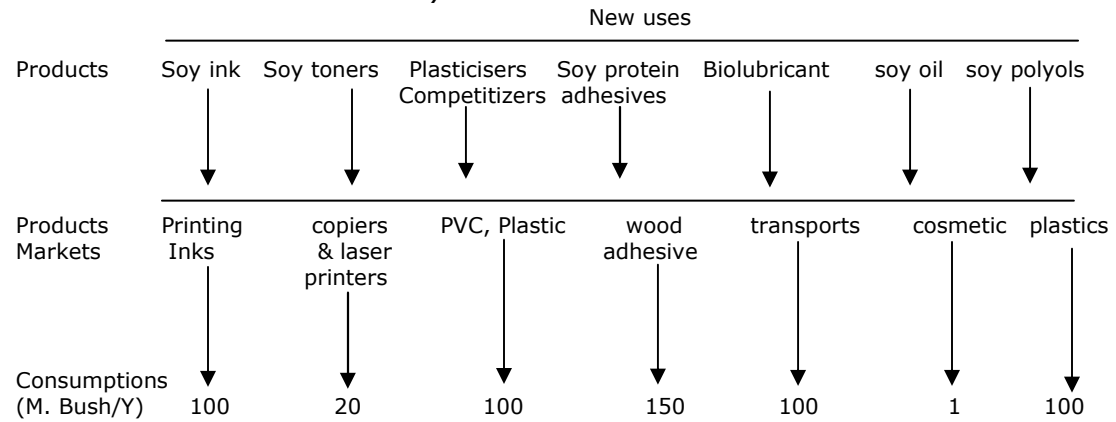 New uses
Products Soy ink Soy toners Plasticisers Soy protein Biolubricant soy oil soy polyols
Competitizers adhesives
Products Printing copiers PVC, Plastic wood transports cosmetic plastics
Markets Inks & laser adhesive
printers
Consumptions
(M. Bush/Y) 100 20 100 150 100 1 100